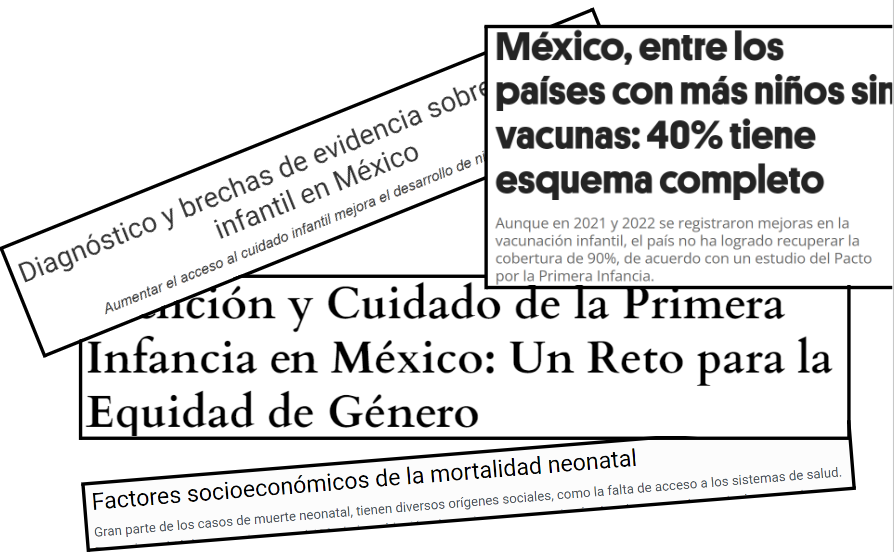 Diagnóstico y brechas de evidencia sobre
infantil en México
Aumentar el acceso al cuidado infantil mejora el desarrollo de
México, entre los
países con más niños sin
vacunas: 40% tiene
esquema completo
Aunque en 2021 y 2022 se registraron mejoras en la
vacunación infantil, el país no ha logrado recuperar la
cobertura de 90%, de acuerdo con un estudio del Pacto
por la Primera Infancia.
y Cuidado de la Primera
Infancia en México: Un Reto para la
Equidad de Género
Factores socioeconómicos de la mortalidad neonatal
Gran parte de los casos de muerte neonatal, tienen diversos orígenes sociales, como la falta de acceso a los sistemas de salud.